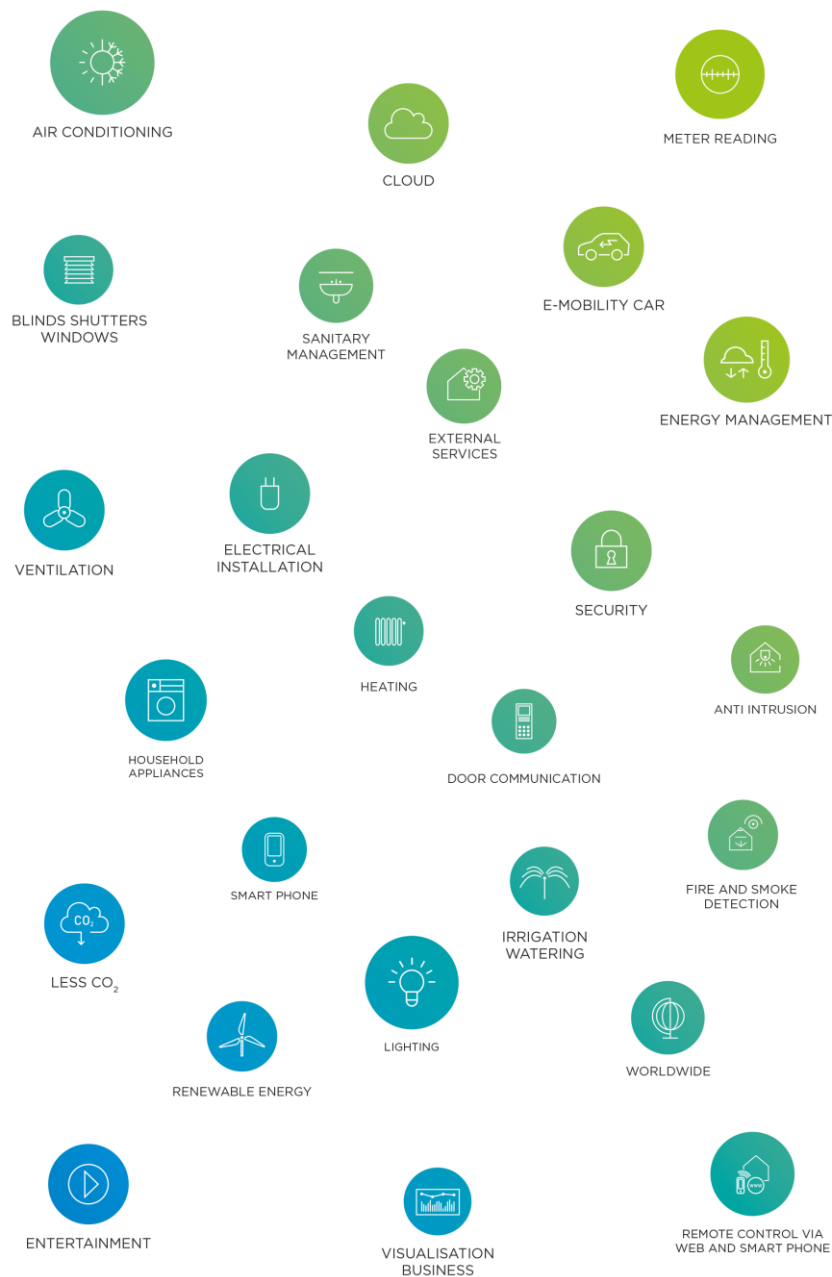 AIR CONDITIONING
CLOUD
METER READING
BLINDS SHUTTERS
WINDOWS
SANITARY
MANAGEMENT
E-MOBILITY CAR
EXTERNAL
SERVICES
ENERGY MANAGEMENT
VENTILATION
ELECTRICAL
INSTALLATION
SECURITY
HEATING
ANTI INTRUSION
HOUSEHOLD
APPLIANCES
DOOR COMMUNICATION
SMART PHONE
FIRE AND SMOKE
DETECTION
CO₂
LESS CO₂
IRRIGATION
WATERING
LIGHTING
RENEWABLE ENERGY
WORLDWIDE
ENTERTAINMENT
VISUALISATION
BUSINESS
WWW
REMOTE CONTROL VIA
WEB AND SMART PHONE